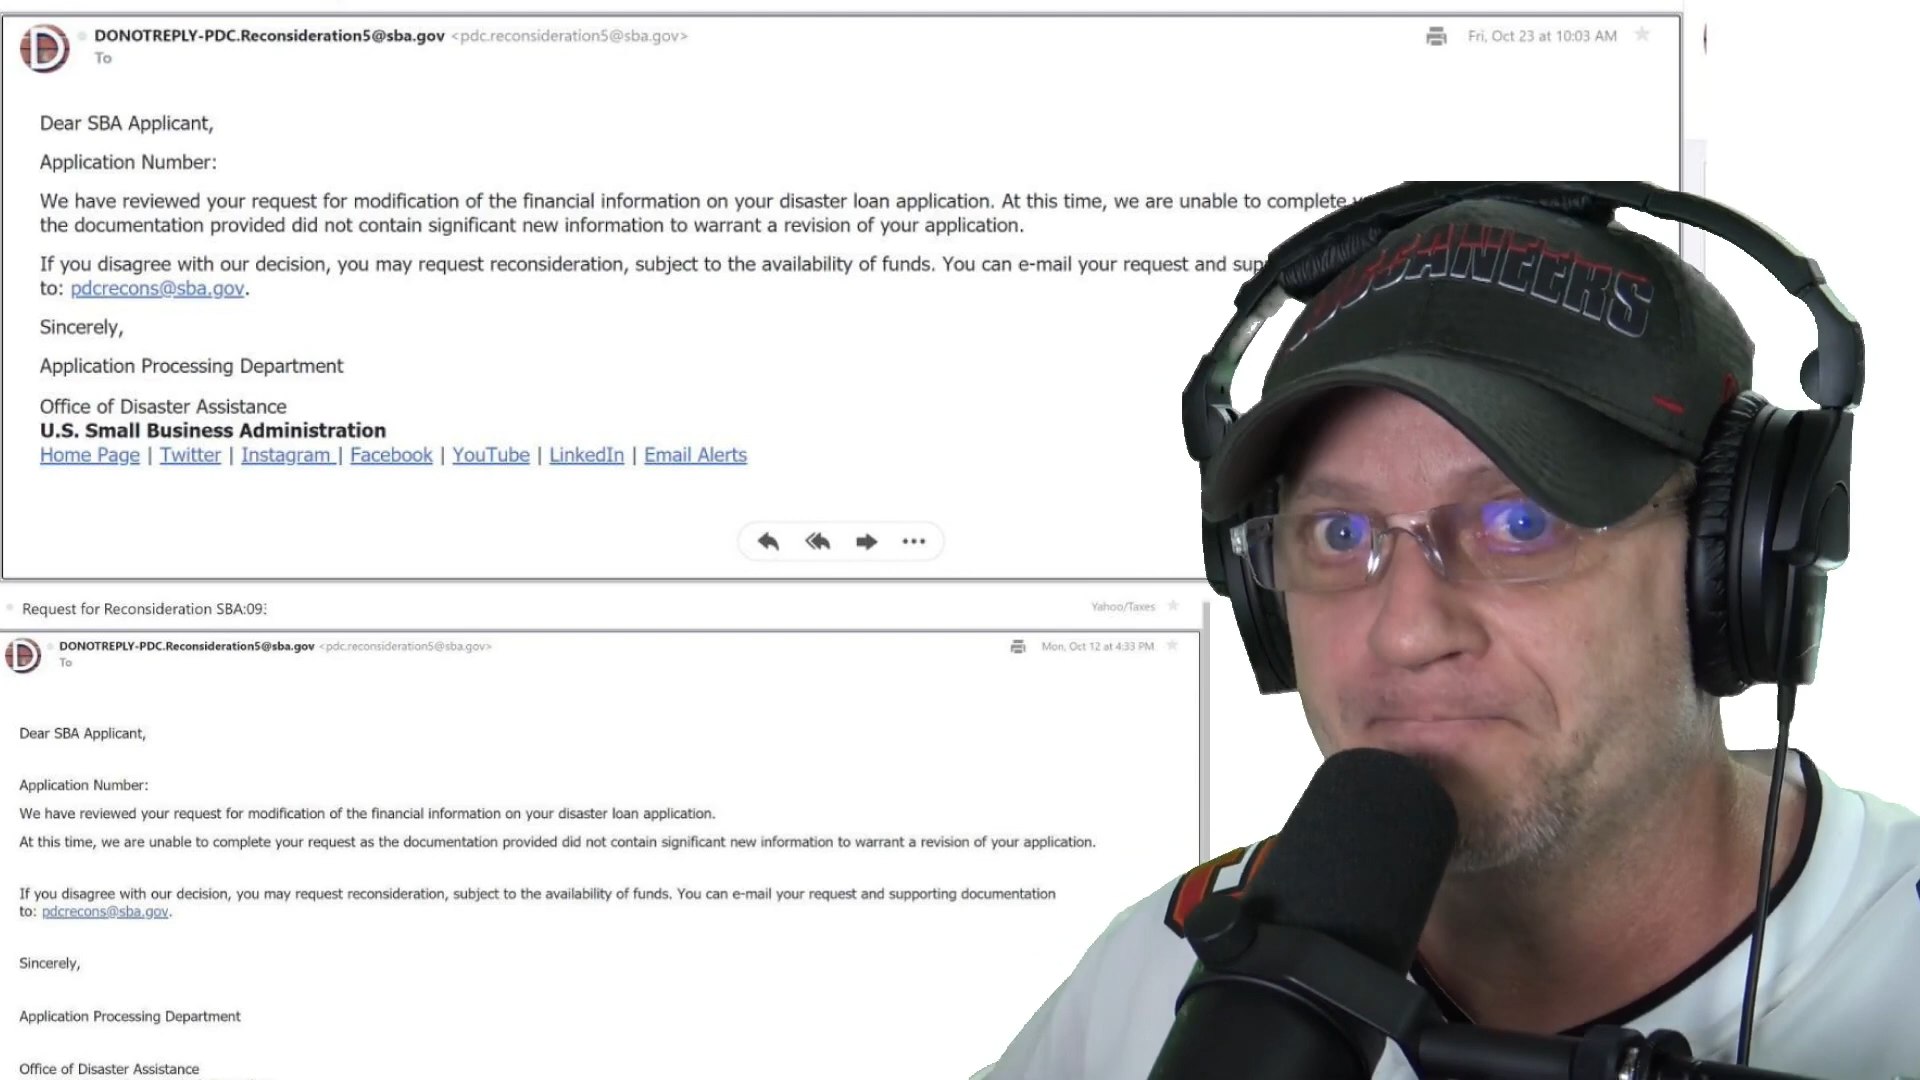 DONOTREPLY-PDC.Reconsideration5@sba.gov <pdc.reconsideration5@sba.gov>
Fri, Oct 23 at 10:03 AM
To
Dear SBA Applicant,
Application Number:
We have reviewed your request for modification of the financial information on your disaster loan application. At this time, we are unable to complete
the documentation provided did not contain significant new information to warrant a revision of your application.
If you disagree with our decision, you may request reconsideration, subject to the availability of funds. You can e-mail your request and
to: pdcrecons@sba.gov.
Sincerely,
Application Processing Department
Office of Disaster Assistance
U.S. Small Business Administration
Home Page | Twitter | Instagram | Facebook | YouTube | LinkedIn | Email Alerts
BUCCANEERS
Request for Reconsideration SBA:09
Yahoo/Taxes
DONOTREPLY-PDC.Reconsideration5@sba.gov <pdc.reconsideration5@sba.gov>
Mon, Oct 12 at 4:33 PM
To
Dear SBA Applicant,
Application Number:
We have reviewed your request for modification of the financial information on your disaster loan application.
At this time, we are unable to complete your request as the documentation provided did not contain significant new information to warrant a revision of your application.
If you disagree with our decision, you may request reconsideration, subject to the availability of funds. You can e-mail your request and supporting documentation
to: pdcrecons@sba.gov.
Sincerely,
Application Processing Department
Office of Disaster Assistance